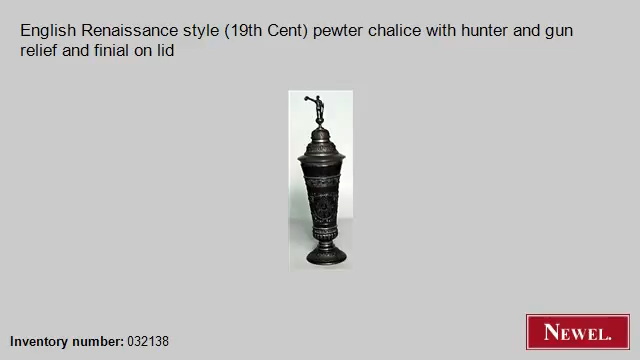 English Renaissance style (19th Cent) pewter chalice with hunter and gun
relief and finial on lid
Inventory number: 032138
NEWEL.